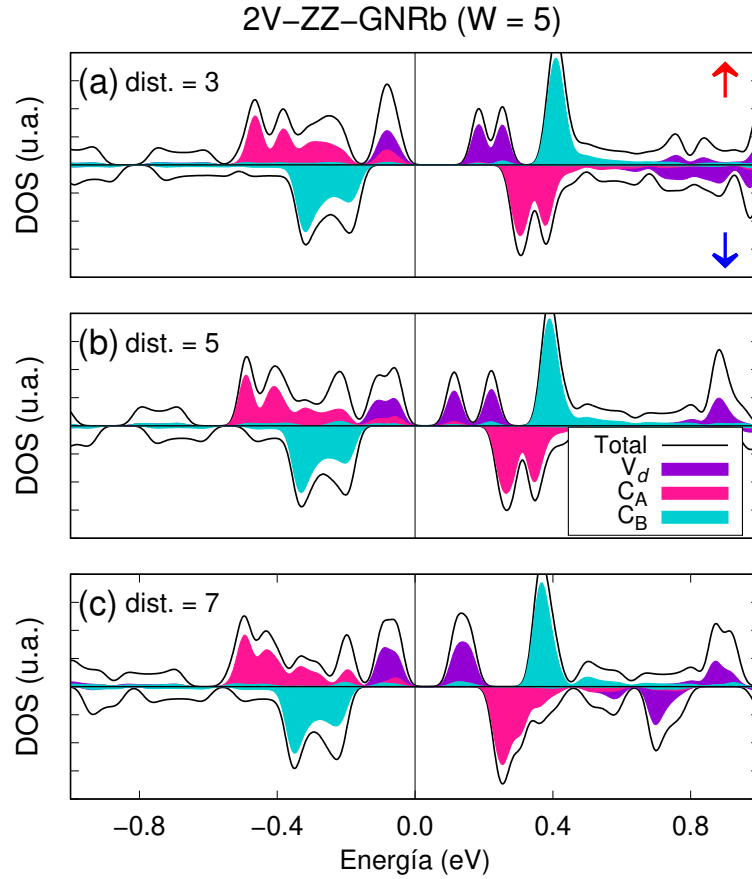 2V−ZZ−GNRb (W = 5)
(a) dist. = 3
↑
DOS (u.a.)
↓
(b) dist. = 5
DOS (u.a.)
Total
V_d
C_A
C_B
(c) dist. = 7
DOS (u.a.)
−0.8 −0.4 0.0 0.4 0.8
Energía (eV)